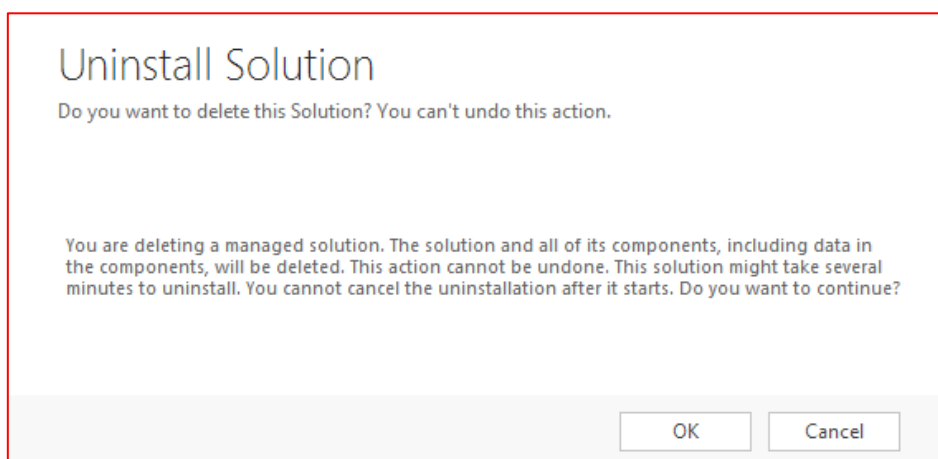 Uninstall Solution
Do you want to delete this Solution? You can't undo this action.
You are deleting a managed solution. The solution and all of its components, including data in
the components, will be deleted. This action cannot be undone. This solution might take several
minutes to uninstall. You cannot cancel the uninstallation after it starts. Do you want to continue?
OK Cancel